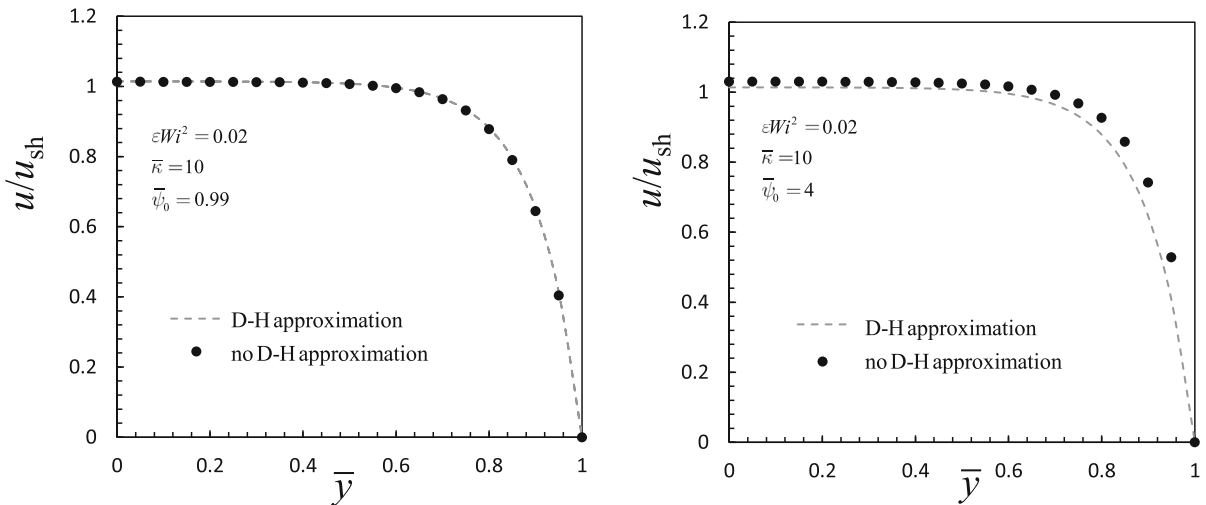 1.2
1
0.8
0.6
0.4
0.2
0
u/u_sh
εWi² = 0.02
κ̅ = 10
ψ̅₀ = 0.99
D-H approximation
no D-H approximation
0 0.2 0.4 0.6 0.8 1
y̅
1.2
1
0.8
0.6
0.4
0.2
0
u/u_sh
εWi² = 0.02
κ̅ = 10
ψ̅₀ = 4
D-H approximation
no D-H approximation
0 0.2 0.4 0.6 0.8 1
y̅